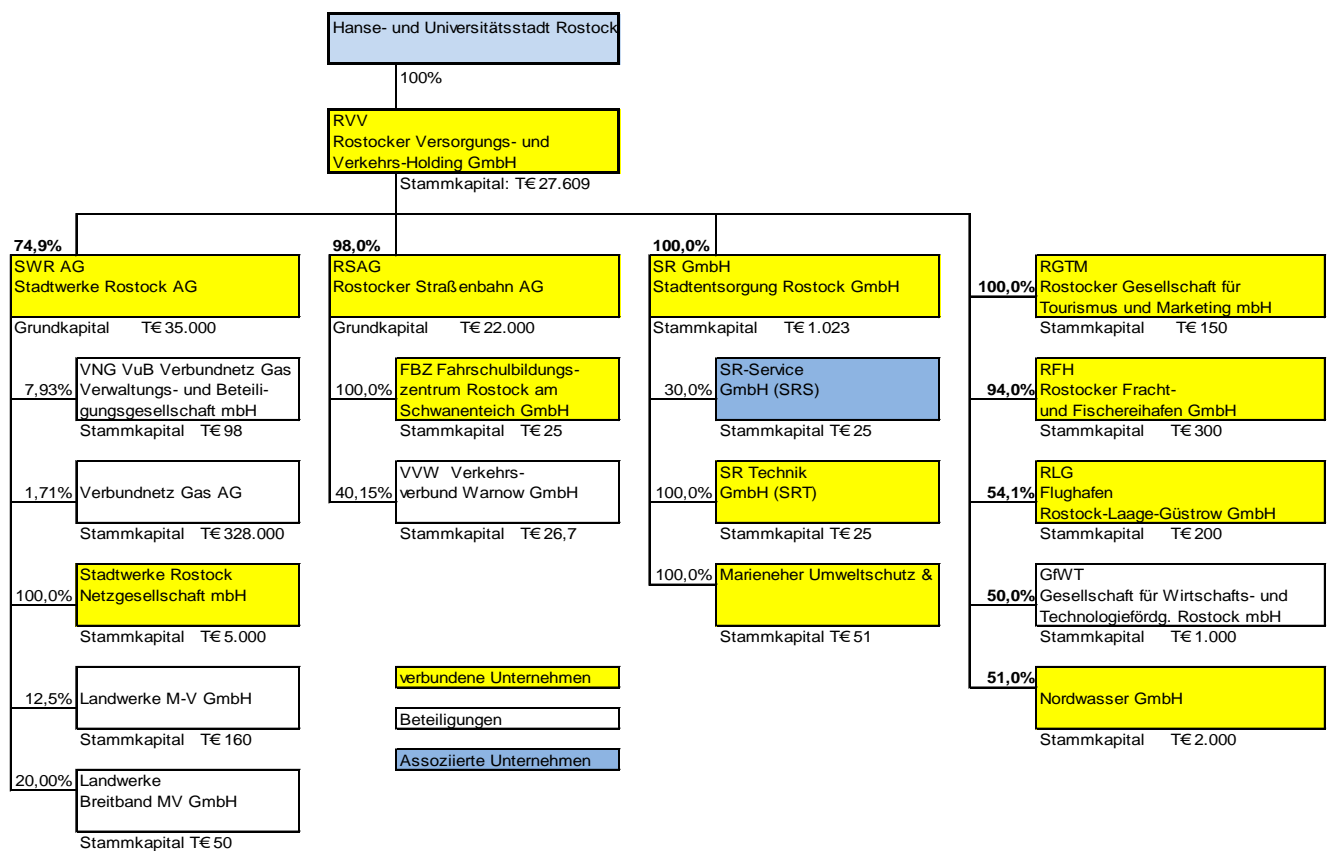 Hanse- und Universitätsstadt Rostock
100%
RVV
Rostocker Versorgungs- und
Verkehrs-Holding GmbH
Stammkapital: T€ 27.609
74,9%
SWR AG
Stadtwerke Rostock AG
Grundkapital T€ 35.000
7,93%
VNG VuB Verbundnetz Gas
Verwaltungs- und Beteili-
gungsgesellschaft mbH
Stammkapital T€ 98
1,71%
Verbundnetz Gas AG
Stammkapital T€ 328.000
100,0%
Stadtwerke Rostock
Netzgesellschaft mbH
Stammkapital T€ 5.000
12,5%
Landwerke M-V GmbH
Stammkapital T€ 160
20,00%
Landwerke
Breitband MV GmbH
Stammkapital T€ 50
98,0%
RSAG
Rostocker Straßenbahn AG
Grundkapital T€ 22.000
100,0%
FBZ Fahrschulbildungs-
zentrum Rostock am
Schwanenteich GmbH
Stammkapital T€ 25
40,15%
VVW Verkehrs-
verbund Warnow GmbH
Stammkapital T€ 26,7
verbundene Unternehmen
Beteiligungen
Assoziierte Unternehmen
100,0%
SR GmbH
Stadtentsorgung Rostock GmbH
Stammkapital T€ 1.023
30,0%
SR-Service
GmbH (SRS)
Stammkapital T€ 25
100,0%
SR Technik
GmbH (SRT)
Stammkapital T€ 25
100,0%
Marieneher Umweltschutz &
Stammkapital T€ 51
100,0%
RGTM
Rostocker Gesellschaft für
Tourismus und Marketing mbH
Stammkapital T€ 150
94,0%
RFH
Rostocker Fracht-
und Fischereihafen GmbH
Stammkapital T€ 300
54,1%
RLG
Flughafen
Rostock-Laage-Güstrow GmbH
Stammkapital T€ 200
50,0%
GfWT
Gesellschaft für Wirtschafts- und
Technologiefördg. Rostock mbH
Stammkapital T€ 1.000
51,0%
Nordwasser GmbH
Stammkapital T€ 2.000